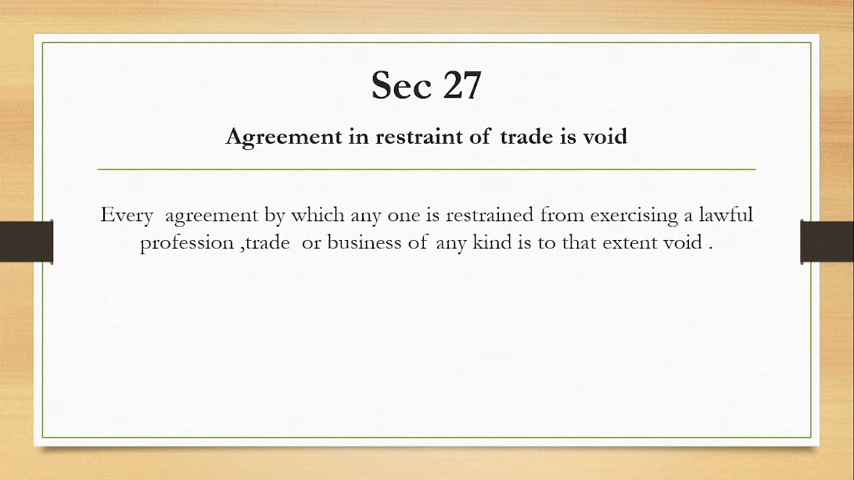 Sec 27
Agreement in restraint of trade is void
Every  agreement by which any one is restrained from exercising a lawful
profession ,trade  or business of any kind is to that extent void .